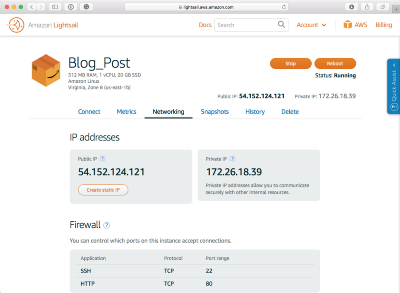 lightsail.aws.amazon.com
Amazon Lightsail
Docs
Search
Account
AWS
Billing
Blog_Post
512 MB RAM, 1 vCPU, 20 GB SSD
Amazon Linux
Virginia, Zone B (us-east-1b)
Stop
Reboot
Status: Running
Public IP: 54.152.124.121 Private IP: 172.26.18.39
Quick Assist
Connect Metrics Networking Snapshots History Delete
IP addresses
Public IP ?
54.152.124.121
Create static IP
Private IP ?
172.26.18.39
Private IP addresses allow you to communicate
securely with other internal resources.
Firewall ?
You can control which ports on this instance accept connections.
Application Protocol Port range
SSH TCP 22
HTTP TCP 80